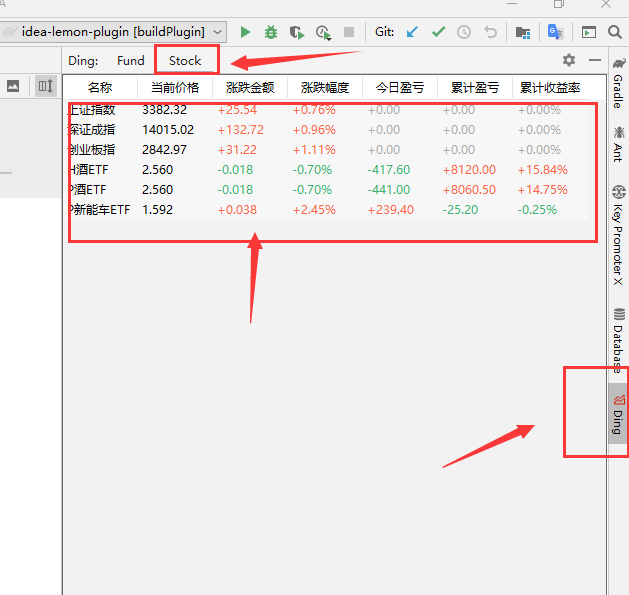 idea-lemon-plugin [buildPlugin]
Git:
Ding: Fund Stock
名称 当前价格 涨跌金额 涨跌幅度 今日盈亏 累计盈亏 累计收益率
上证指数 3382.32 +25.54 +0.76% +0.00 +0.00 +0.00%
深证成指 14015.02 +132.72 +0.96% +0.00 +0.00 +0.00%
创业板指 2842.97 +31.22 +1.11% +0.00 +0.00 +0.00%
H酒ETF 2.560 -0.018 -0.70% -417.60 +8120.00 +15.84%
P酒ETF 2.560 -0.018 -0.70% -441.00 +8060.50 +14.75%
P新能车ETF 1.592 +0.038 +2.45% +239.40 -25.20 -0.25%
Gradle
Ant
Key Promoter X
Database
Ding